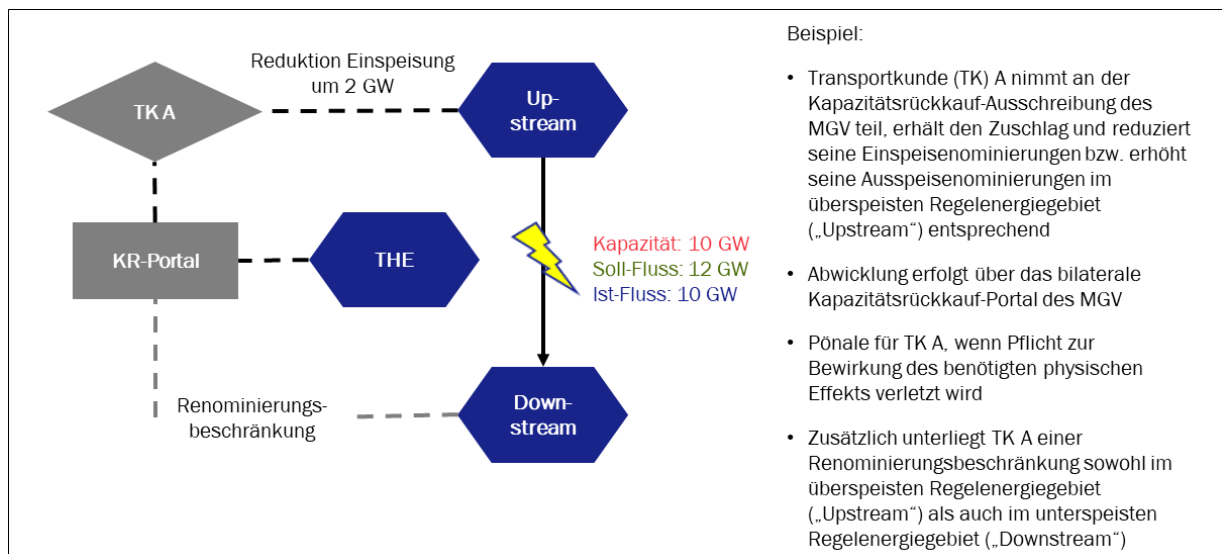 Reduktion Einspeisung
um 2 GW
TK A
Up-
stream
KR-Portal
THE
Kapazität: 10 GW
Soll-Fluss: 12 GW
Ist-Fluss: 10 GW
Renominierungs-
beschränkung
Down-
stream
Beispiel:
• Transportkunde (TK) A nimmt an der
Kapazitätsrückkauf-Ausschreibung des
MGV teil, erhält den Zuschlag und reduziert
seine Einspeisenominierungen bzw. erhöht
seine Ausspeisenominierungen im
überspeisten Regelenergiegebiet
(„Upstream“) entsprechend
• Abwicklung erfolgt über das bilaterale
Kapazitätsrückkauf-Portal des MGV
• Pönale für TK A, wenn Pflicht zur
Bewirkung des benötigten physischen
Effekts verletzt wird
• Zusätzlich unterliegt TK A einer
Renominierungsbeschränkung sowohl im
überspeisten Regelenergiegebiet
(„Upstream“) als auch im unterspeisten
Regelenergiegebiet („Downstream“)